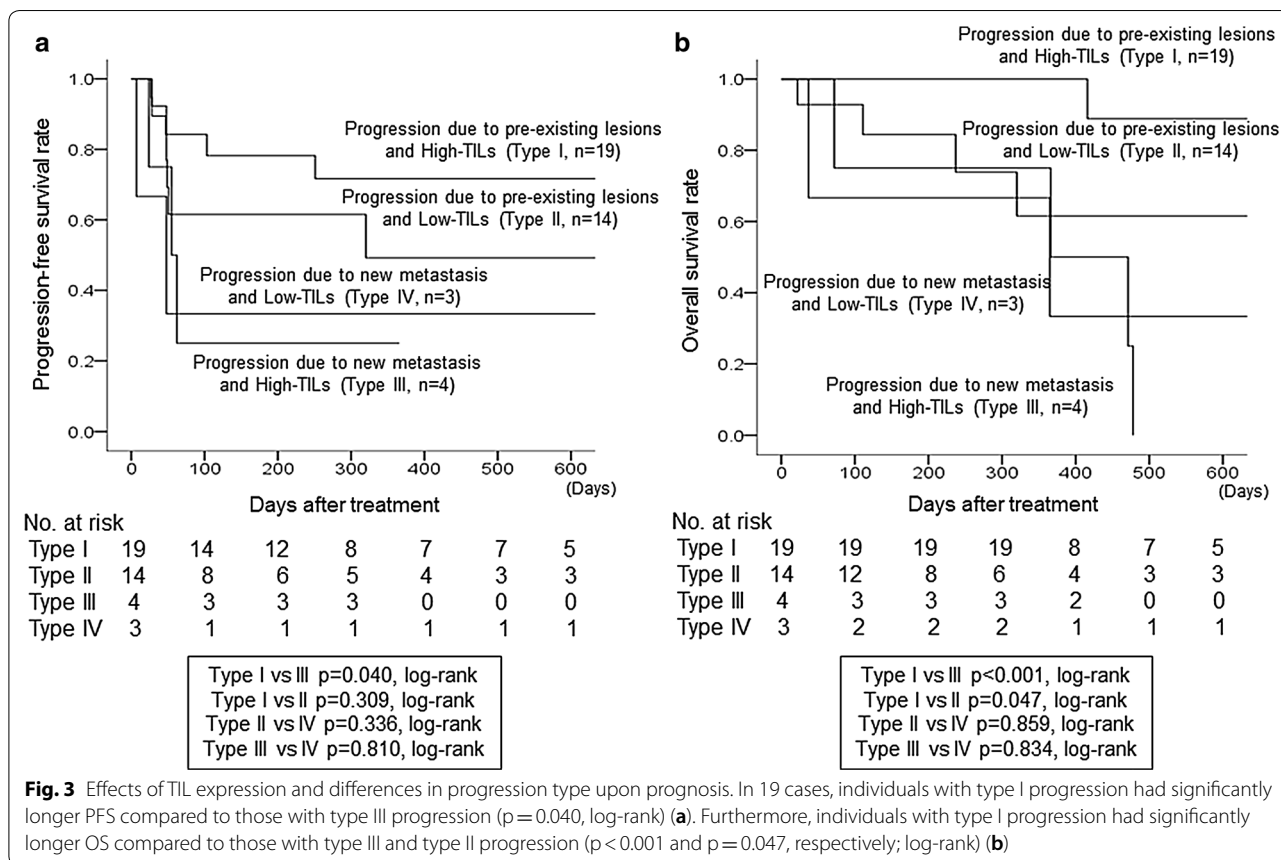 a
Progression-free survival rate
1.0
0.8
0.6
0.4
0.2
0.0
Progression due to pre-existing lesions
and High-TILs (Type I, n=19)
Progression due to pre-existing lesions
and Low-TILs (Type II, n=14)
Progression due to new metastasis
and Low-TILs (Type IV, n=3)
Progression due to new metastasis
and High-TILs (Type III, n=4)
0 100 200 300 400 500 600
(Days)
Days after treatment
No. at risk
Type I 19 14 12 8 7 7 5
Type II 14 8 6 5 4 3 3
Type III 4 3 3 3 0 0 0
Type IV 3 1 1 1 1 1 1
Type I vs III p=0.040, log-rank
Type I vs II p=0.309, log-rank
Type II vs IV p=0.336, log-rank
Type III vs IV p=0.810, log-rank
b
Overall survival rate
1.0
0.8
0.6
0.4
0.2
0.0
Progression due to pre-existing lesions
and High-TILs (Type I, n=19)
Progression due to pre-existing lesions
and Low-TILs (Type II, n=14)
Progression due to new metastasis
and Low-TILs (Type IV, n=3)
Progression due to new metastasis
and High-TILs (Type III, n=4)
0 100 200 300 400 500 600
(Days)
Days after treatment
No. at risk
Type I 19 19 19 19 8 7 5
Type II 14 12 8 6 4 3 3
Type III 4 3 3 3 2 0 0
Type IV 3 2 2 2 1 1 1
Type I vs III p<0.001, log-rank
Type I vs II p=0.047, log-rank
Type II vs IV p=0.859, log-rank
Type III vs IV p=0.834, log-rank
Fig. 3 Effects of TIL expression and differences in progression type upon prognosis. In 19 cases, individuals with type I progression had significantly
longer PFS compared to those with type III progression (p = 0.040, log-rank) (a). Furthermore, individuals with type I progression had significantly
longer OS compared to those with type III and type II progression (p < 0.001 and p = 0.047, respectively; log-rank) (b)